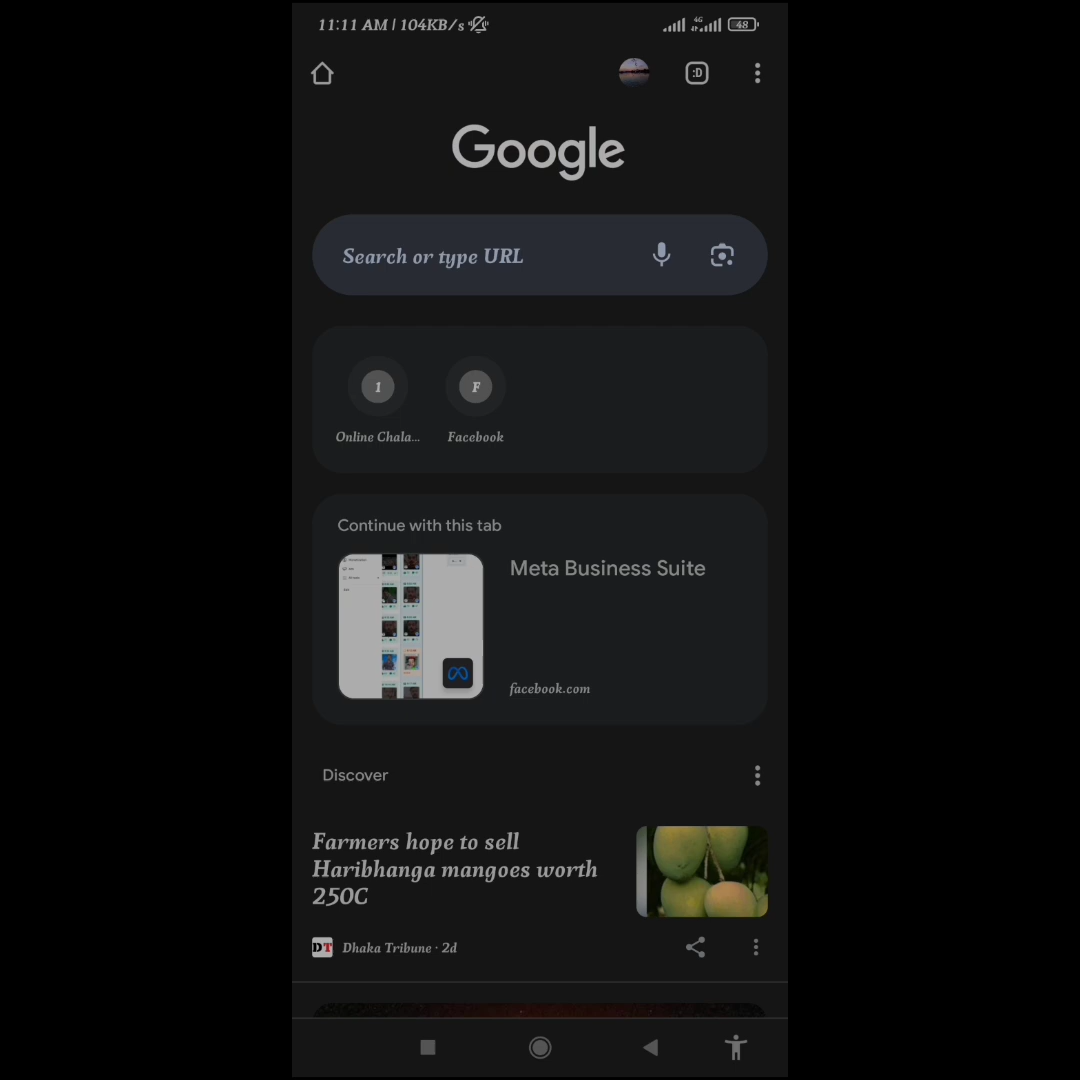 11:11 AM | 104KB/s
4G
48
:D
Google
Search or type URL
1
F
Online Chala...
Facebook
Continue with this tab
Meta Business Suite
facebook.com
Discover
Farmers hope to sell
Haribhanga mangoes worth
250C
DT
Dhaka Tribune · 2d